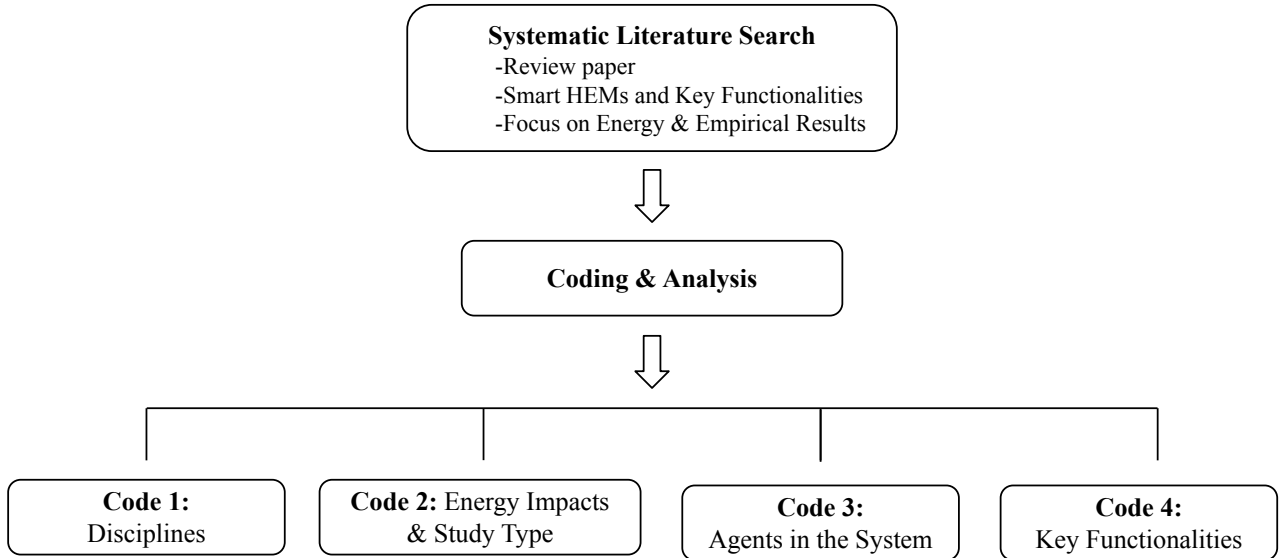 Systematic Literature Search
-Review paper
-Smart HEMs and Key Functionalities
-Focus on Energy & Empirical Results
Coding & Analysis
Code 1:
Disciplines
Code 2: Energy Impacts
& Study Type
Code 3:
Agents in the System
Code 4:
Key Functionalities